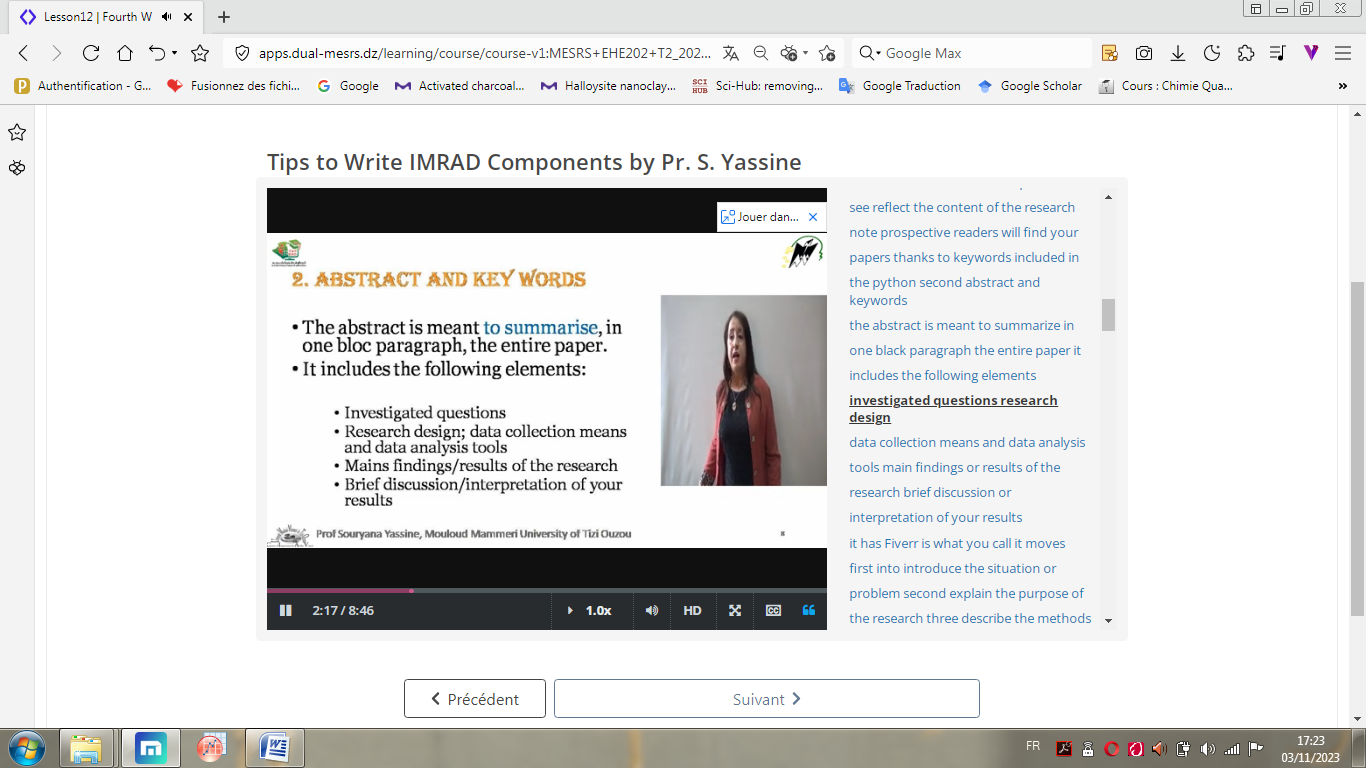 Lesson12 | Fourth W
apps.dual-mesrs.dz/learning/course/course-v1:MESRS+EHE202+T2_202...
Google Max
Authentification - G...
Fusionnez des fichi...
Google
Activated charcoal...
Halloysite nanoclay...
SCI HUB
Sci-Hub: removing...
Google Traduction
Google Scholar
Cours : Chimie Qua...
Tips to Write IMRAD Components by Pr. S. Yassine
Jouer dan...
2. ABSTRACT AND KEY WORDS
• The abstract is meant to summarise, in
one bloc paragraph, the entire paper.
• It includes the following elements:
• Investigated questions
• Research design; data collection means
and data analysis tools
• Mains findings/results of the research
• Brief discussion/interpretation of your
results
Prof Souryana Yassine, Mouloud Mammeri University of Tizi Ouzou
8
2:17 / 8:46
1.0x
HD
CC
see reflect the content of the research
note prospective readers will find your
papers thanks to keywords included in
the python second abstract and
keywords
the abstract is meant to summarize in
one black paragraph the entire paper it
includes the following elements
investigated questions research
design
data collection means and data analysis
tools main findings or results of the
research brief discussion or
interpretation of your results
it has Fiverr is what you call it moves
first into introduce the situation or
problem second explain the purpose of
the research three describe the methods
Précédent
Suivant
FR
17:23
03/11/2023